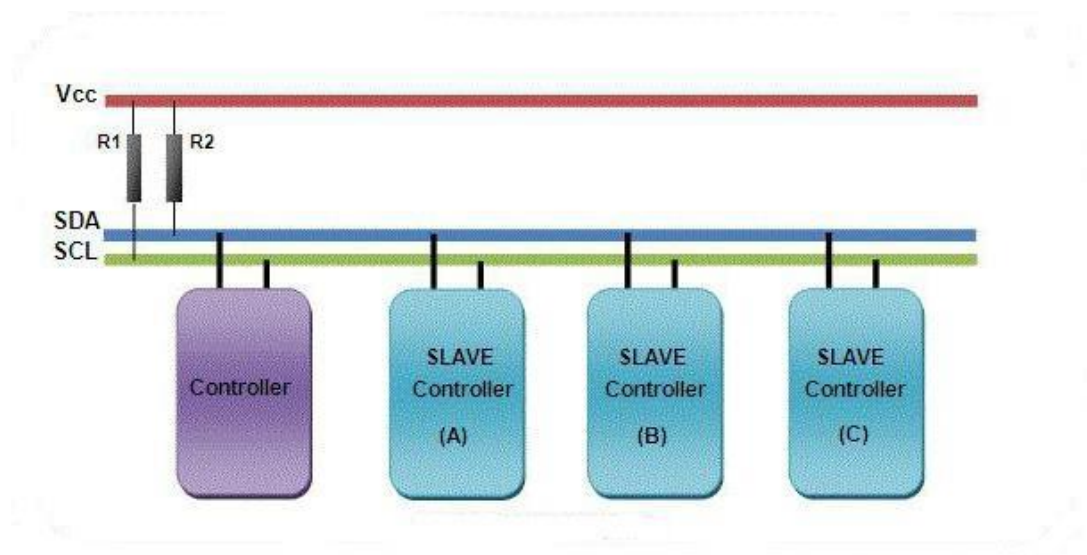 Vcc
R1
R2
SDA
SCL
Controller
SLAVE
Controller
(A)
SLAVE
Controller
(B)
SLAVE
Controller
(C)